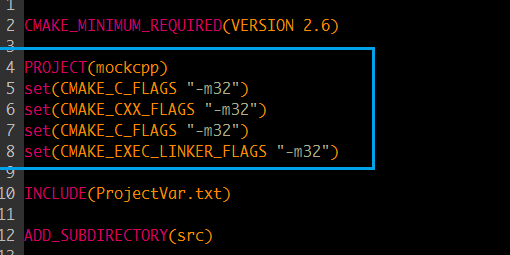 1
2 CMAKE_MINIMUM_REQUIRED(VERSION 2.6)
3
4 PROJECT(mockcpp)
5 set(CMAKE_C_FLAGS "-m32")
6 set(CMAKE_CXX_FLAGS "-m32")
7 set(CMAKE_C_FLAGS "-m32")
8 set(CMAKE_EXEC_LINKER_FLAGS "-m32")
9
10 INCLUDE(ProjectVar.txt)
11
12 ADD_SUBDIRECTORY(src)
13